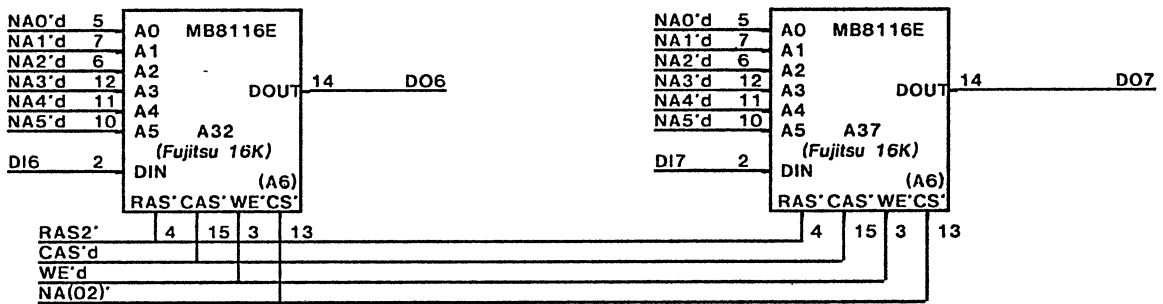 NA0'd 5 A0 MB8116E
NA1'd 7 A1
NA2'd 6 A2
NA3'd 12 A3 DOUT 14 DO6
NA4'd 11 A4
NA5'd 10 A5 A32
(Fujitsu 16K)
DI6 2 DIN
(A6)
RAS' CAS' WE' CS'
4 15 3 13
NA0'd 5 A0 MB8116E
NA1'd 7 A1
NA2'd 6 A2
NA3'd 12 A3 DOUT 14 DO7
NA4'd 11 A4
NA5'd 10 A5 A37
(Fujitsu 16K)
DI7 2 DIN
(A6)
RAS' CAS' WE' CS'
4 15 3 13
RAS2'
CAS'd
WE'd
NA(02)'